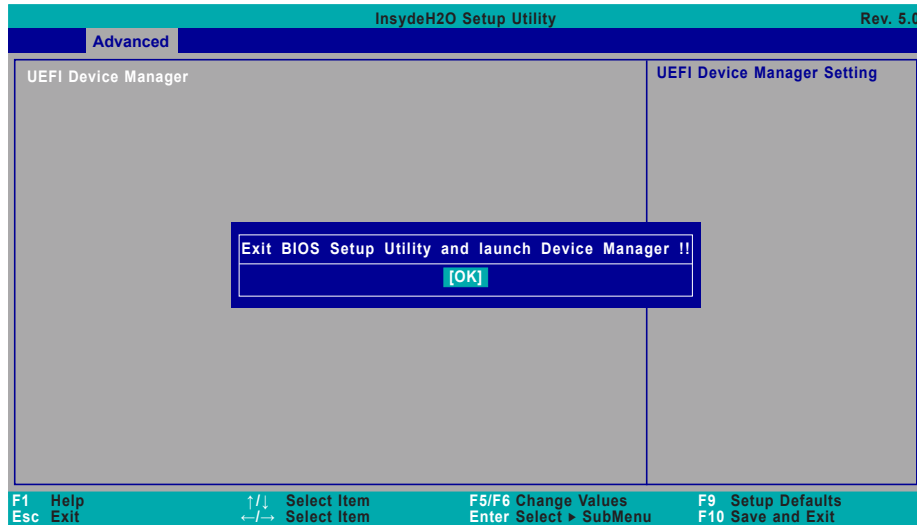 InsydeH2O Setup Utility Rev. 5.0
Advanced
UEFI Device Manager
UEFI Device Manager Setting
Exit BIOS Setup Utility and launch Device Manager !!
[OK]
F1 Help ↑/↓ Select Item F5/F6 Change Values F9 Setup Defaults
Esc Exit ←/→ Select Item Enter Select ▸ SubMenu F10 Save and Exit